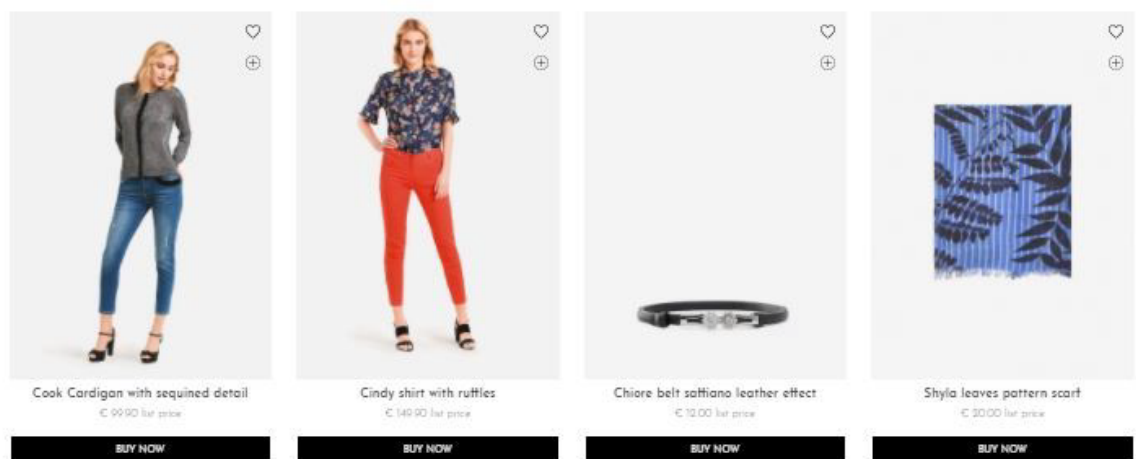 Cook Cardigan with sequined detail
€ 99.90 list price
BUY NOW
Cindy shirt with ruffles
€ 149.90 list price
BUY NOW
Chiore belt saffiano leather effect
€ 12.00 list price
BUY NOW
Shyla leaves pattern scarf
€ 20.00 list price
BUY NOW